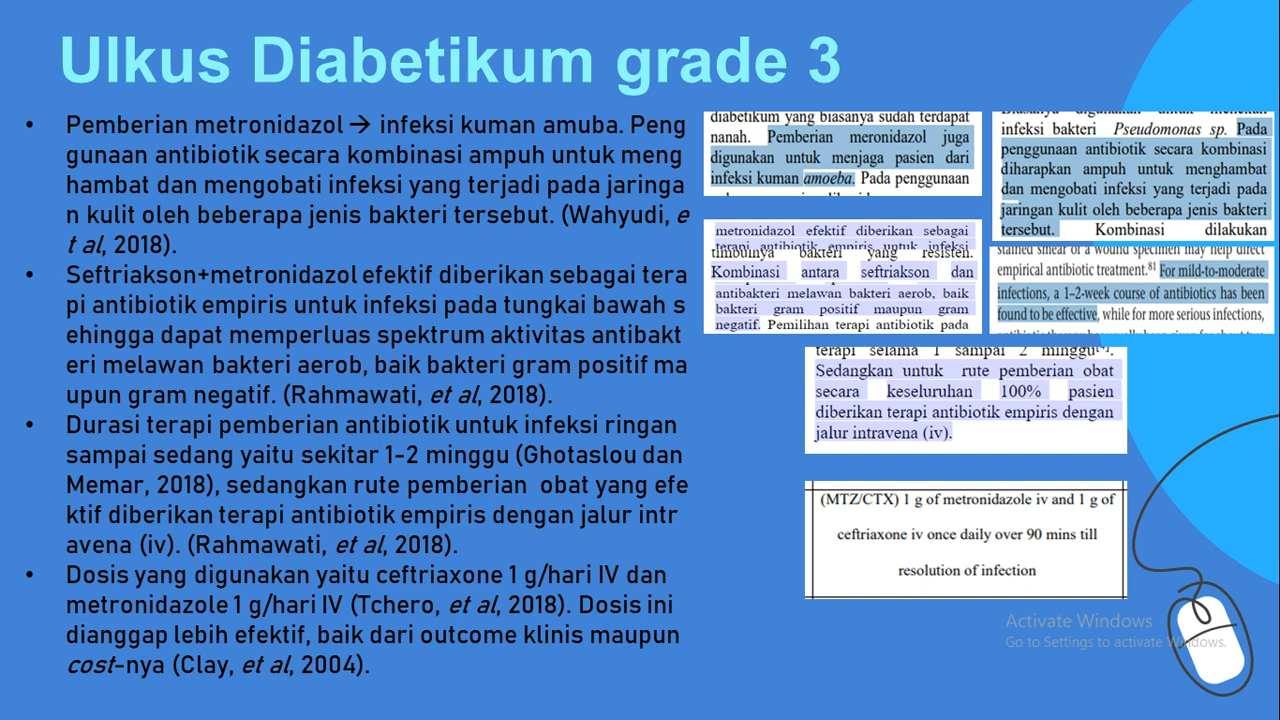 Ulkus Diabetikum grade 3
• Pemberian metronidazol → infeksi kuman amuba. Peng
gunaan antibiotik secara kombinasi ampuh untuk meng
hambat dan mengobati infeksi yang terjadi pada jaringa
n kulit oleh beberapa jenis bakteri tersebut. (Wahyudi, e
t al, 2018).
• Seftriakson+metronidazol efektif diberikan sebagai tera
pi antibiotik empiris untuk infeksi pada tungkai bawah s
ehingga dapat memperluas spektrum aktivitas antibakt
eri melawan bakteri aerob, baik bakteri gram positif ma
upun gram negatif. (Rahmawati, et al, 2018).
• Durasi terapi pemberian antibiotik untuk infeksi ringan
sampai sedang yaitu sekitar 1-2 minggu (Ghotaslou dan
Memar, 2018), sedangkan rute pemberian obat yang efe
ktif diberikan terapi antibiotik empiris dengan jalur intr
avena (iv). (Rahmawati, et al, 2018).
• Dosis yang digunakan yaitu ceftriaxone 1 g/hari IV dan
metronidazole 1 g/hari IV (Tchero, et al, 2018). Dosis ini
dianggap lebih efektif, baik dari outcome klinis maupun
cost-nya (Clay, et al, 2004).
diabetikum yang biasanya sudah terdapat
nanah. Pemberian meronidazol juga
digunakan untuk menjaga pasien dari
infeksi kuman amoeba. Pada penggunaan
infeksi bakteri Pseudomonas sp. Pada
penggunaan antibiotik secara kombinasi
diharapkan ampuh untuk menghambat
dan mengobati infeksi yang terjadi pada
jaringan kulit oleh beberapa jenis bakteri
tersebut. Kombinasi dilakukan
metronidazol efektif diberikan sebagai
terapi antibiotik empiris untuk infeksi
timbulnya bakteri yang resisten.
Kombinasi antara seftriakson dan
antibakteri melawan bakteri aerob, baik
bakteri gram positif maupun gram
negatif. Pemilihan terapi antibiotik pada
stained smear of a wound specimen may help direct
empirical antibiotic treatment.81 For mild-to-moderate
infections, a 1–2-week course of antibiotics has been
found to be effective, while for more serious infections,
terapi selama 1 sampai 2 minggu
Sedangkan untuk rute pemberian obat
secara keseluruhan 100% pasien
diberikan terapi antibiotik empiris dengan
jalur intravena (iv).
(MTZ/CTX) 1 g of metronidazole iv and 1 g of
ceftriaxone iv once daily over 90 mins till
resolution of infection
Activate Windows
Go to Settings to activate Windows.